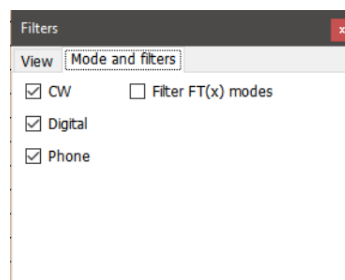 Filters
x
View Mode and filters
CW Filter FT(x) modes
Digital
Phone